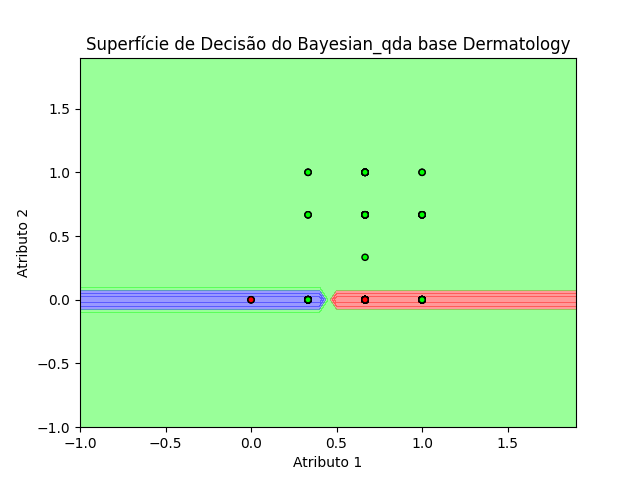 Superfície de Decisão do Bayesian_qda base Dermatology
1.5
1.0
0.5
0.0
−0.5
−1.0
−1.0 −0.5 0.0 0.5 1.0 1.5
Atributo 2
Atributo 1